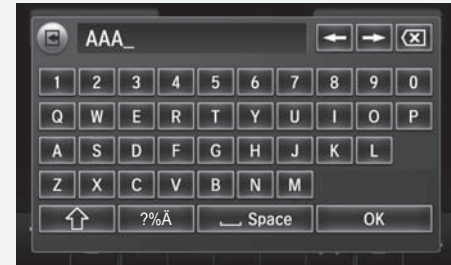 AAA_
1 2 3 4 5 6 7 8 9 0
Q W E R T Y U I O P
A S D F G H J K L
Z X C V B N M
?%Ä Space OK